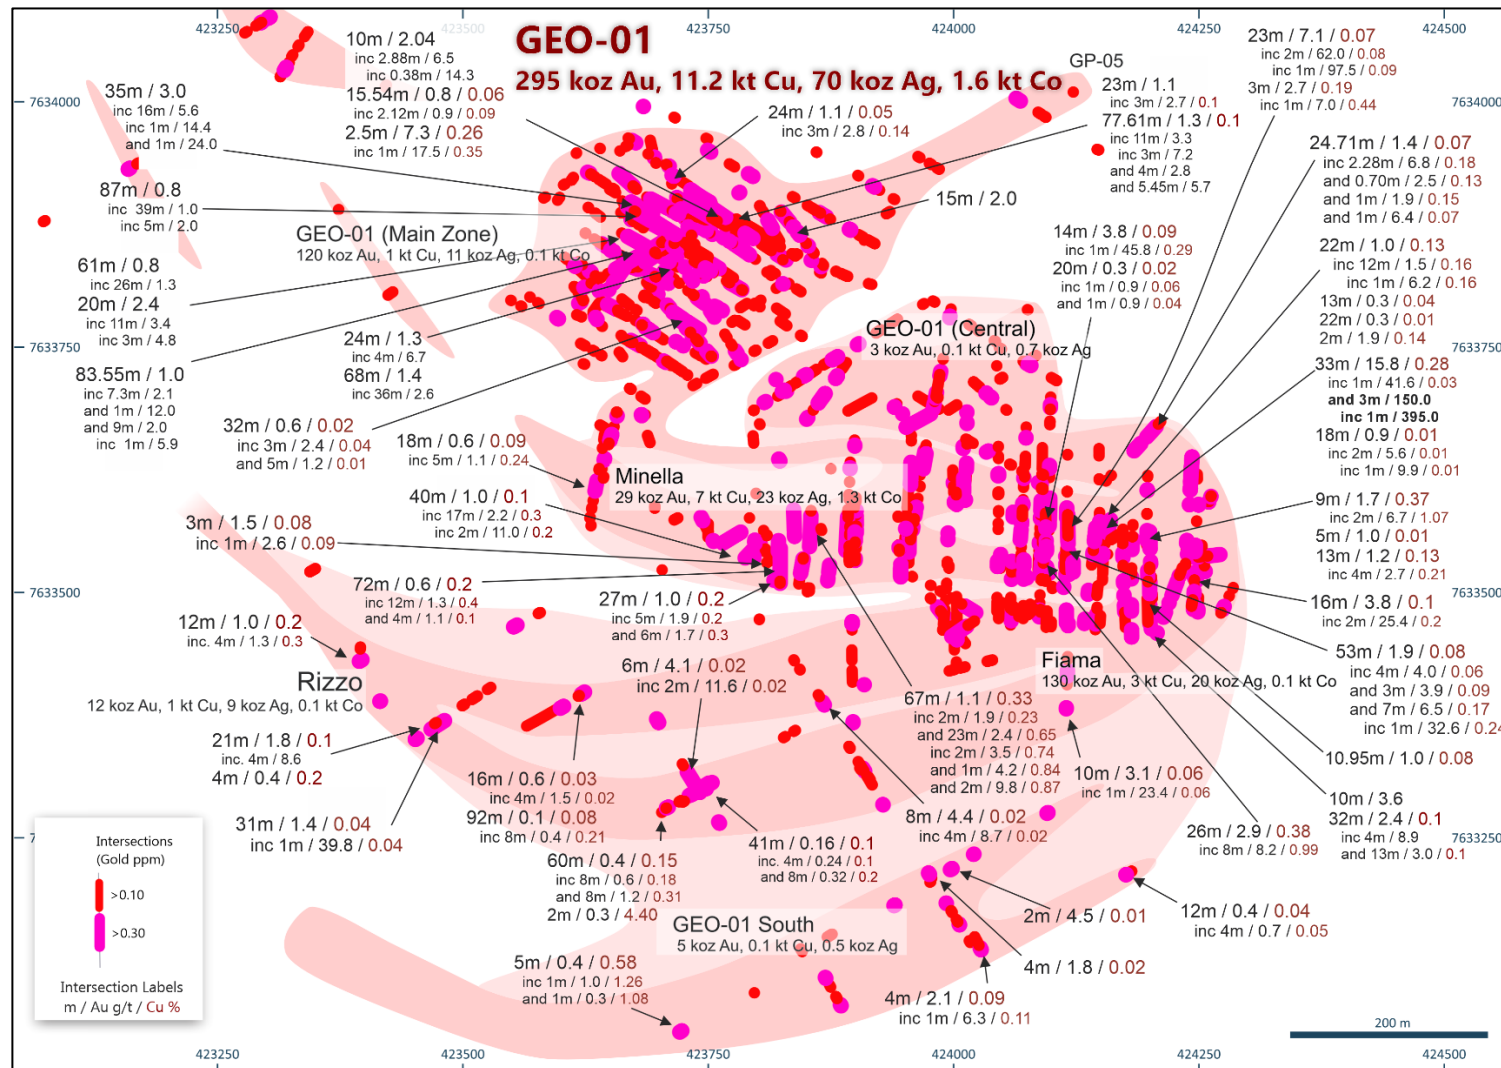 423250
423500
423750
424000
424250
424500
GEO-01
295 koz Au, 11.2 kt Cu, 70 koz Ag, 1.6 kt Co
7634000
7634000
7633750
7633750
7633500
7633500
7633250
10m / 2.04
inc 2.88m / 6.5
inc 0.38m / 14.3
15.54m / 0.8 / 0.06
inc 2.12m / 0.9 / 0.09
2.5m / 7.3 / 0.26
inc 1m / 17.5 / 0.35
35m / 3.0
inc 16m / 5.6
inc 1m / 14.4
and 1m / 24.0
87m / 0.8
inc 39m / 1.0
inc 5m / 2.0
61m / 0.8
inc 26m / 1.3
20m / 2.4
inc 11m / 3.4
inc 3m / 4.8
83.55m / 1.0
inc 7.3m / 2.1
and 1m / 12.0
and 9m / 2.0
inc 1m / 5.9
GEO-01 (Main Zone)
120 koz Au, 1 kt Cu, 11 koz Ag, 0.1 kt Co
24m / 1.3
inc 4m / 6.7
68m / 1.4
inc 36m / 2.6
32m / 0.6 / 0.02
inc 3m / 2.4 / 0.04
and 5m / 1.2 / 0.01
24m / 1.1 / 0.05
inc 3m / 2.8 / 0.14
GP-05
23m / 1.1
inc 3m / 2.7 / 0.1
77.61m / 1.3 / 0.1
inc 11m / 3.3
inc 3m / 7.2
and 4m / 2.8
and 5.45m / 5.7
15m / 2.0
23m / 7.1 / 0.07
inc 2m / 62.0 / 0.08
inc 1m / 97.5 / 0.09
3m / 2.7 / 0.19
inc 1m / 7.0 / 0.44
24.71m / 1.4 / 0.07
inc 2.28m / 6.8 / 0.18
and 0.70m / 2.5 / 0.13
and 1m / 1.9 / 0.15
and 1m / 6.4 / 0.07
14m / 3.8 / 0.09
inc 1m / 45.8 / 0.29
20m / 0.3 / 0.02
inc 1m / 0.9 / 0.06
and 1m / 0.9 / 0.04
22m / 1.0 / 0.13
inc 12m / 1.5 / 0.16
inc 1m / 6.2 / 0.16
13m / 0.3 / 0.04
22m / 0.3 / 0.01
2m / 1.9 / 0.14
33m / 15.8 / 0.28
inc 1m / 41.6 / 0.03
and 3m / 150.0
inc 1m / 395.0
18m / 0.9 / 0.01
inc 2m / 5.6 / 0.01
inc 1m / 9.9 / 0.01
GEO-01 (Central)
3 koz Au, 0.1 kt Cu, 0.7 koz Ag
18m / 0.6 / 0.09
inc 5m / 1.1 / 0.24
Minella
29 koz Au, 7 kt Cu, 23 koz Ag, 1.3 kt Co
40m / 1.0 / 0.1
inc 17m / 2.2 / 0.3
inc 2m / 11.0 / 0.2
3m / 1.5 / 0.08
inc 1m / 2.6 / 0.09
72m / 0.6 / 0.2
inc 12m / 1.3 / 0.4
and 4m / 1.1 / 0.1
27m / 1.0 / 0.2
inc 5m / 1.9 / 0.2
and 6m / 1.7 / 0.3
9m / 1.7 / 0.37
inc 2m / 6.7 / 1.07
5m / 1.0 / 0.01
13m / 1.2 / 0.13
inc 4m / 2.7 / 0.21
16m / 3.8 / 0.1
inc 2m / 25.4 / 0.2
53m / 1.9 / 0.08
inc 4m / 4.0 / 0.06
and 3m / 3.9 / 0.09
and 7m / 6.5 / 0.17
inc 1m / 32.6 / 0.24
10.95m / 1.0 / 0.08
12m / 1.0 / 0.2
inc. 4m / 1.3 / 0.3
Rizzo
12 koz Au, 1 kt Cu, 9 koz Ag, 0.1 kt Co
21m / 1.8 / 0.1
inc. 4m / 8.6
4m / 0.4 / 0.2
31m / 1.4 / 0.04
inc 1m / 39.8 / 0.04
6m / 4.1 / 0.02
inc 2m / 11.6 / 0.02
16m / 0.6 / 0.03
inc 4m / 1.5 / 0.02
92m / 0.1 / 0.08
inc 8m / 0.4 / 0.21
60m / 0.4 / 0.15
inc 8m / 0.6 / 0.18
and 8m / 1.2 / 0.31
2m / 0.3 / 4.40
41m / 0.16 / 0.1
inc. 4m / 0.24 / 0.1
and 8m / 0.32 / 0.2
Fiama
130 koz Au, 3 kt Cu, 20 koz Ag, 0.1 kt Co
67m / 1.1 / 0.33
inc 2m / 1.9 / 0.23
and 23m / 2.4 / 0.65
inc 2m / 3.5 / 0.74
and 1m / 4.2 / 0.84
and 2m / 9.8 / 0.87
8m / 4.4 / 0.02
inc 4m / 8.7 / 0.02
10m / 3.1 / 0.06
inc 1m / 23.4 / 0.06
26m / 2.9 / 0.38
inc 8m / 8.2 / 0.99
10m / 3.6
32m / 2.4 / 0.1
inc 4m / 8.9
and 13m / 3.0 / 0.1
GEO-01 South
5 koz Au, 0.1 kt Cu, 0.5 koz Ag
5m / 0.4 / 0.58
inc 1m / 1.0 / 1.26
and 1m / 0.3 / 1.08
2m / 4.5 / 0.01
4m / 1.8 / 0.02
4m / 2.1 / 0.09
inc 1m / 6.3 / 0.11
12m / 0.4 / 0.04
inc 4m / 0.7 / 0.05
Intersections
(Gold ppm)
>0.10
>0.30
Intersection Labels
m / Au g/t / Cu %
200 m
423250
423500
423750
424000
424250
424500